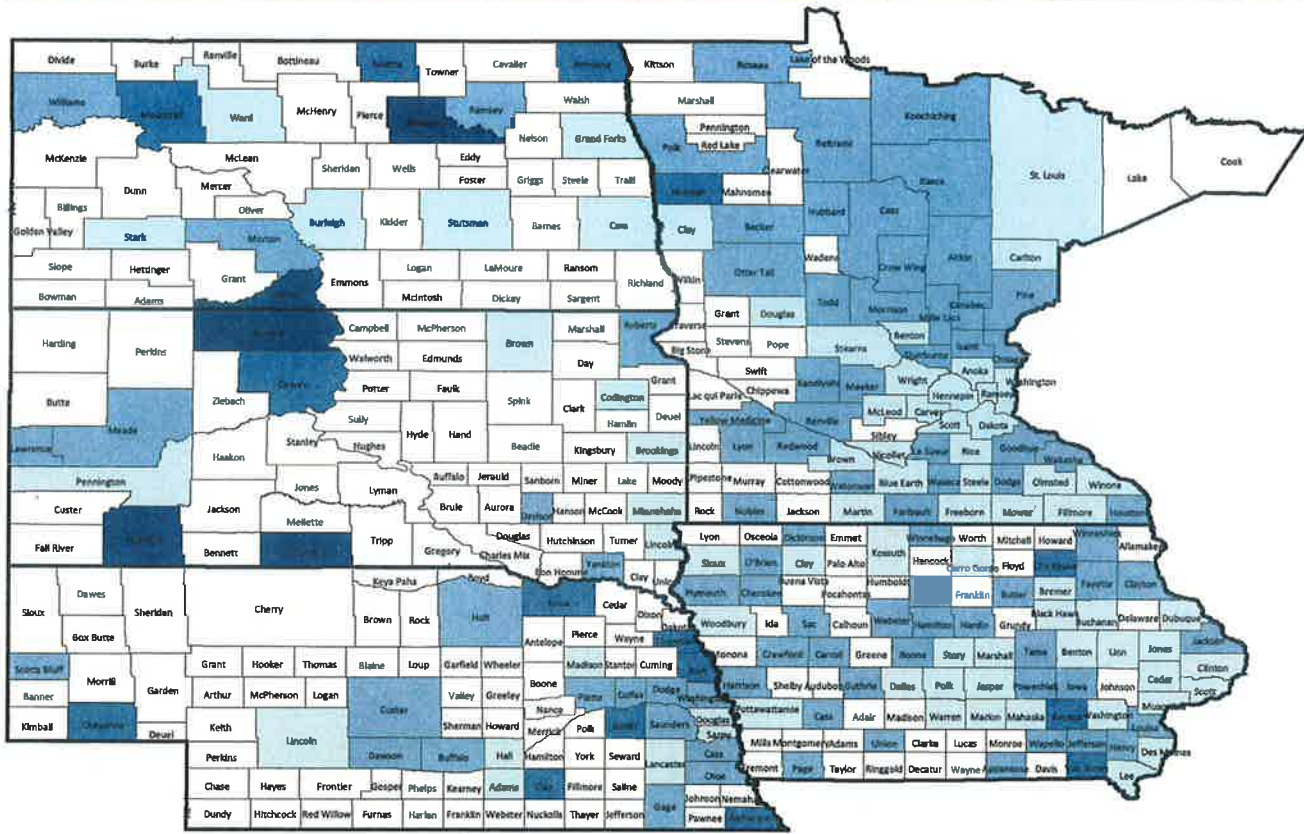 Divide Burke Ranville Bottineau Towner Cavalier Kittson Roseau Lake of the Woods
Williams Ward McHenry Pierce Ramsey Walsh Marshall Koochiching
Nelson Grand Forks Pennington Red Lake Polk Beltrami Cook
McKenzie McLean Sheridan Wells Eddy Clearwater Itasca St. Louis Lake
Dunn Mercer Foster Griggs Steele Traill Norman Mahnomen
Billings Oliver Hubbard Cass
Golden Valley Stark Morton Burleigh Kidder Stutsman Barnes Cass Clay Becker
Slope Hettinger Grant Emmons Logan LaMoure Ransom Richland Wilkin Otter Tail Wadena Crow Wing Aitkin Carlton
Bowman Adams McIntosh Dickey Sargent Todd Morrison Mille Lacs Kanabec Pine
Harding Perkins Campbell McPherson Brown Marshall Roberts Traverse Grant Douglas
Walworth Edmunds Day Big Stone Stevens Pope Stearns Benton Isanti
Butte Ziebach Dewey Potter Faulk Grant Swift Sherburne Anoka Washington
Meade Sully Spink Clark Codington Lac qui Parle Chippewa Kandiyohi Meeker Wright Hennepin Ramsey
Lawrence Haakon Stanley Hughes Hyde Hand Hamlin Deuel Yellow Medicine Renville McLeod Carver Scott Dakota
Beadle Kingsbury Brookings Lincoln Lyon Redwood Sibley Nicollet Le Sueur Rice Goodhue Wabasha
Pennington Jones Lyman Buffalo Jerauld Sanborn Miner Lake Moody Pipestone Murray Cottonwood Brown Watonwan Blue Earth Waseca Steele Dodge Olmsted Winona
Custer Jackson Mellette Brule Aurora Davison Hanson McCook Minnehaha Rock Nobles Jackson Martin Faribault Freeborn Mower Fillmore Houston
Fall River Bennett Tripp Gregory Charles Mix Douglas Hutchinson Turner Lincoln Lyon Osceola Dickinson Emmet Winnebago Worth Mitchell Howard Winneshiek Allamakee
Keya Paha Boyd Bon Homme Yankton Clay Union Sioux O'Brien Clay Palo Alto Kossuth Hancock Cerro Gordo Floyd
Sioux Dawes Sheridan Cherry Brown Rock Holt Cedar Dixon Plymouth Cherokee Buena Vista Pocahontas Humboldt Franklin Butler Bremer Fayette Clayton
Box Butte Antelope Pierce Wayne Woodbury Ida Sac Calhoun Webster Hamilton Hardin Grundy Black Hawk Buchanan Delaware Dubuque
Scotts Bluff Grant Hooker Thomas Blaine Loup Garfield Wheeler Madison Stanton Cuming Monona Crawford Carroll Greene Boone Story Marshall Tama Benton Linn Jones Jackson
Banner Morrill Garden Arthur McPherson Logan Valley Greeley Boone Platte Colfax Dodge Washington Harrison Shelby Audubon Guthrie Dallas Polk Jasper Poweshiek Iowa Johnson Cedar Clinton Scott
Kimball Cheyenne Deuel Keith Custer Sherman Howard Nance Merrick Polk Butler Saunders Douglas Sarpy Pottawattamie Cass Adair Madison Warren Marion Mahaska Washington
Perkins Lincoln Dawson Buffalo Hall Hamilton York Seward Lancaster Cass Mills Montgomery Adams Union Clarke Lucas Monroe Wapello Jefferson Henry Des Moines
Chase Hayes Frontier Gosper Phelps Kearney Adams Clay Fillmore Saline Otoe Fremont Page Taylor Ringgold Decatur Wayne Appanoose Davis Lee
Dundy Hitchcock Red Willow Furnas Harlan Franklin Webster Nuckolls Thayer Jefferson Gage Johnson Nemaha Pawnee